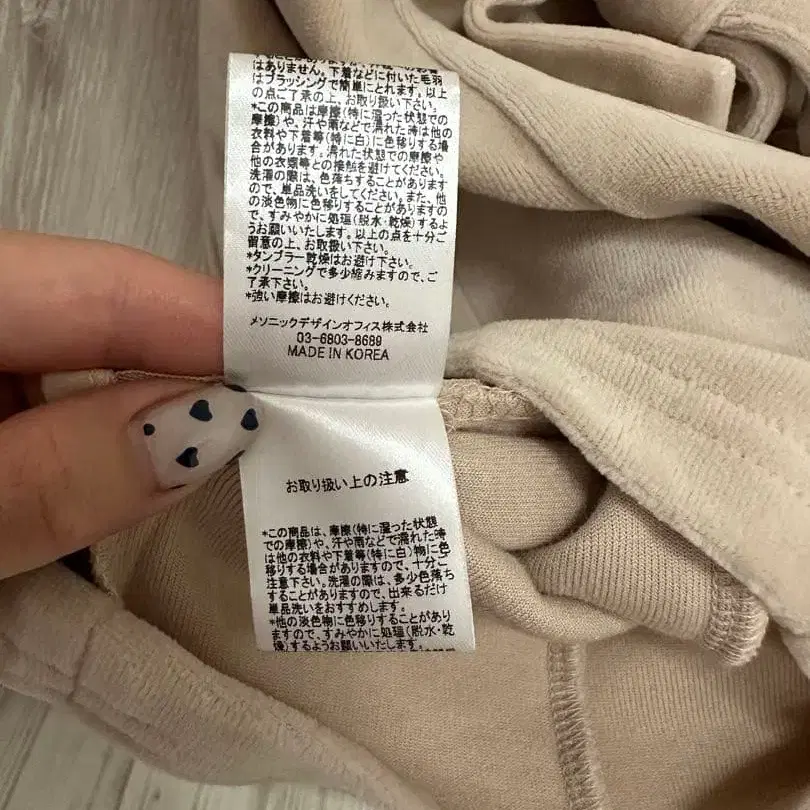 はありません。下着などに付いた毛羽
はブラッシングで簡単にとれます。以上
の点ご了承の上、お取り扱い下さい。
*この商品は摩擦(特に湿った状態での
摩擦)や、汗や雨などで濡れた時は他の
衣料や下着等(特に白)に色移りする場
合があります。濡れた状態での摩擦や
他の衣類等との接触を避けてください。
洗濯の際は、色落ちすることがあります
ので、単品洗いをしてください。また、他
の淡色物に色移りすることがありますの
で、すみやかに処理(脱水・乾燥)するよ
うお願いいたします。以上の点を十分ご
留意の上、お取扱い下さい。
*タンブラー乾燥はお避け下さい。
*クリーニングで多少縮みますので、ご
了承下さい。
*強い摩擦はお避けください。
メソニックデザインオフィス株式会社
03-6803-8689
MADE IN KOREA
お取り扱い上の注意
*この商品は、摩擦(特に湿った状態
での摩擦)や、汗や雨などで濡れた時
は他の衣料や下着等(特に白)物に色
移りする場合がありますので、十分ご
注意下さい。洗濯の際は、多少色落ち
することがありますので、出来るだけ
単品洗いをおすすめします。
*他の淡色物に色移りすることがあり
ますので、すみやかに処理(脱水・乾
燥)するようお願いいたします。